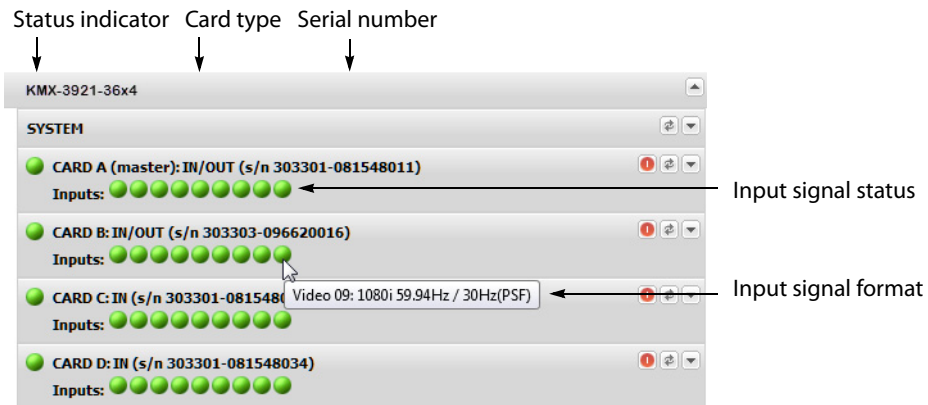 Status indicator Card type Serial number
KMX-3921-36x4
SYSTEM
CARD A (master): IN/OUT (s/n 303301-081548011)
Inputs:
Input signal status
CARD B: IN/OUT (s/n 303303-096620016)
Inputs:
Video 09: 1080i 59.94Hz / 30Hz(PSF)
Input signal format
CARD C: IN (s/n 303301-0815480
Inputs:
CARD D: IN (s/n 303301-081548034)
Inputs: